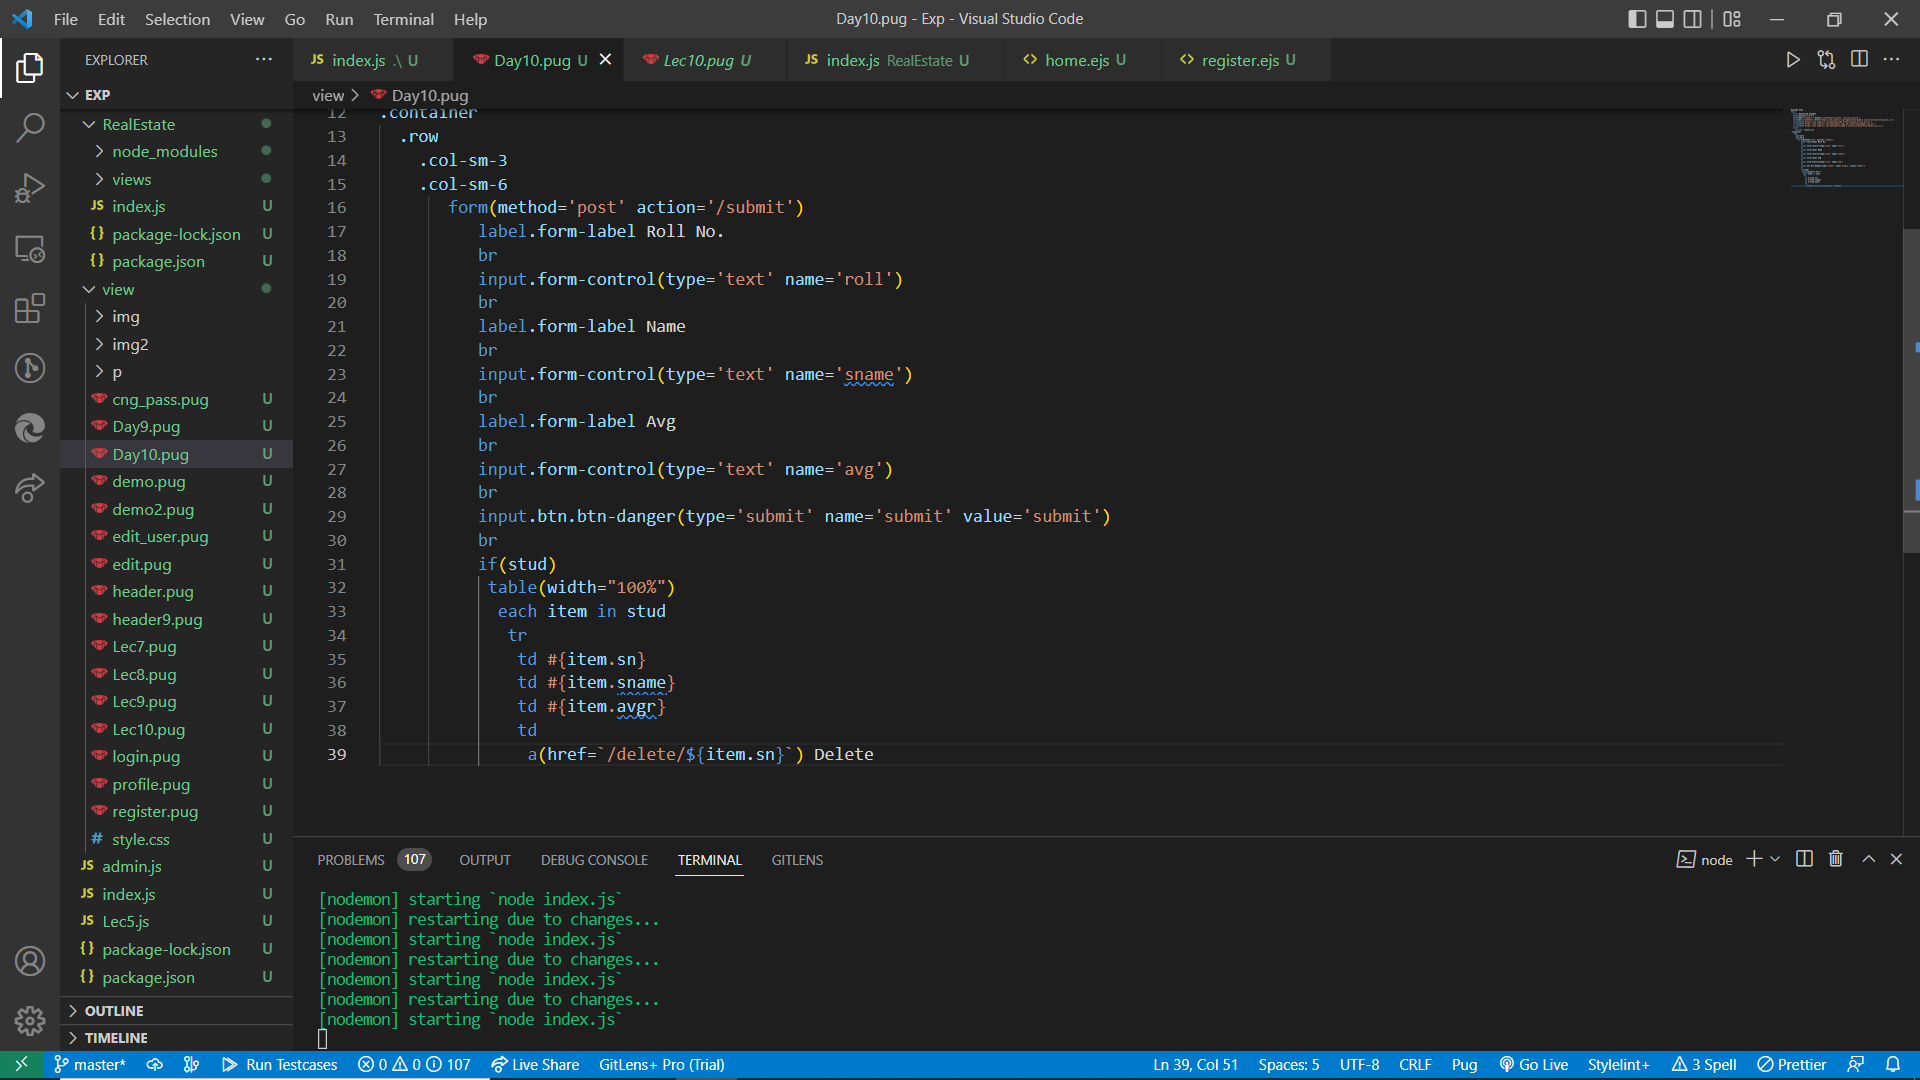 File Edit Selection View Go Run Terminal Help
Day10.pug - Exp - Visual Studio Code
EXPLORER
JS index.js .\ U
Day10.pug U
Lec10.pug U
JS index.js RealEstate U
<> home.ejs U
<> register.ejs U
view > Day10.pug
EXP
RealEstate
node_modules
views
JS index.js U
{} package-lock.json U
{} package.json U
view
img
img2
p
cng_pass.pug U
Day9.pug U
Day10.pug U
demo.pug U
demo2.pug U
edit_user.pug U
edit.pug U
header.pug U
header9.pug U
Lec7.pug U
Lec8.pug U
Lec9.pug U
Lec10.pug U
login.pug U
profile.pug U
register.pug U
# style.css U
JS admin.js U
JS index.js U
JS Lec5.js U
{} package-lock.json U
{} package.json U
OUTLINE
TIMELINE
12 .container
13 .row
14 .col-sm-3
15 .col-sm-6
16 form(method='post' action='/submit')
17 label.form-label Roll No.
18 br
19 input.form-control(type='text' name='roll')
20 br
21 label.form-label Name
22 br
23 input.form-control(type='text' name='sname')
24 br
25 label.form-label Avg
26 br
27 input.form-control(type='text' name='avg')
28 br
29 input.btn.btn-danger(type='submit' name='submit' value='submit')
30 br
31 if(stud)
32 table(width="100%")
33 each item in stud
34 tr
35 td #{item.sn}
36 td #{item.sname}
37 td #{item.avgr}
38 td
39 a(href=`/delete/${item.sn}`) Delete
PROBLEMS 107 OUTPUT DEBUG CONSOLE TERMINAL GITLENS
node
[nodemon] starting `node index.js`
[nodemon] restarting due to changes...
[nodemon] starting `node index.js`
[nodemon] restarting due to changes...
[nodemon] starting `node index.js`
[nodemon] restarting due to changes...
[nodemon] starting `node index.js`
master* Run Testcases 0 0 107 Live Share GitLens+ Pro (Trial)
Ln 39, Col 51 Spaces: 5 UTF-8 CRLF Pug Go Live Stylelint+ 3 Spell Prettier